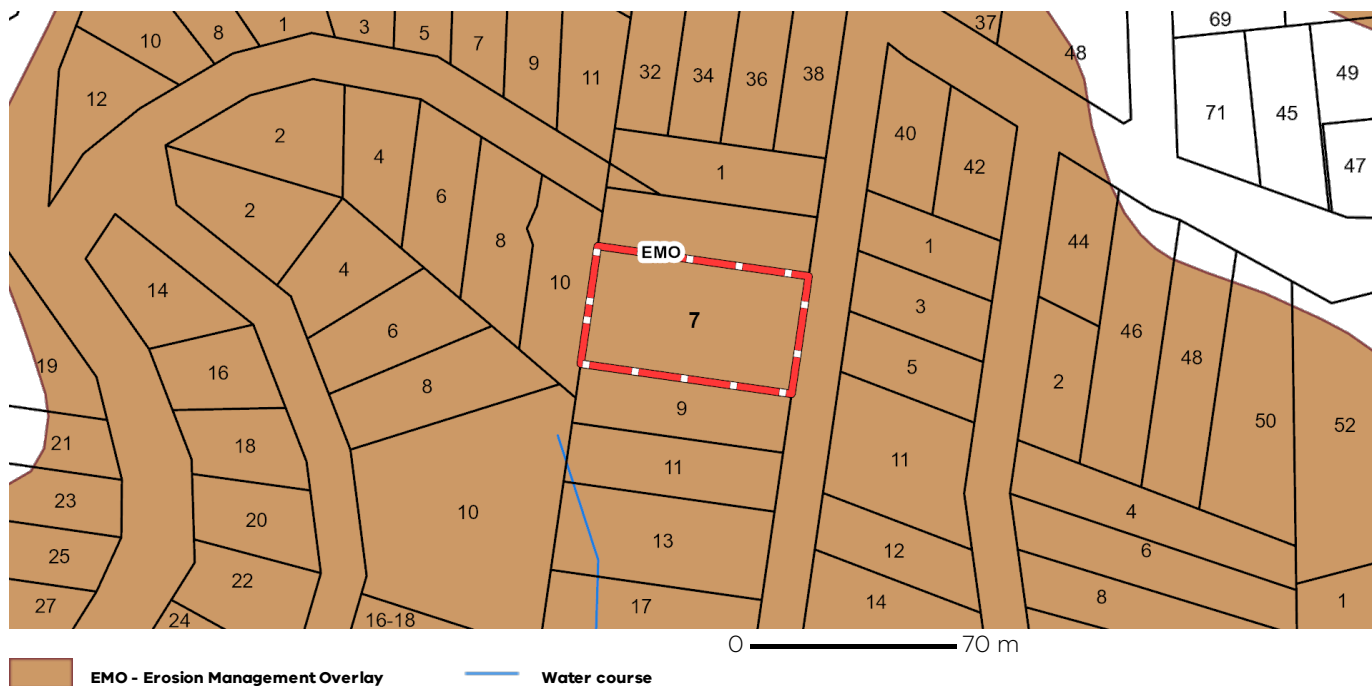 10 8 1 3 5 7 9 11 32 34 36 38 37 48 69 49
12 71 45 47
2 4 6 8 10 1 40 42
2 4 6 8 1 3 5 11 44 46 48 50 52
EMO
7
14 16 18 20 22 24
19 21 23 25 27
10 16-18
9 11 13 17
12 14
2 4 6 8 1
0 70 m
EMO - Erosion Management Overlay
Water course